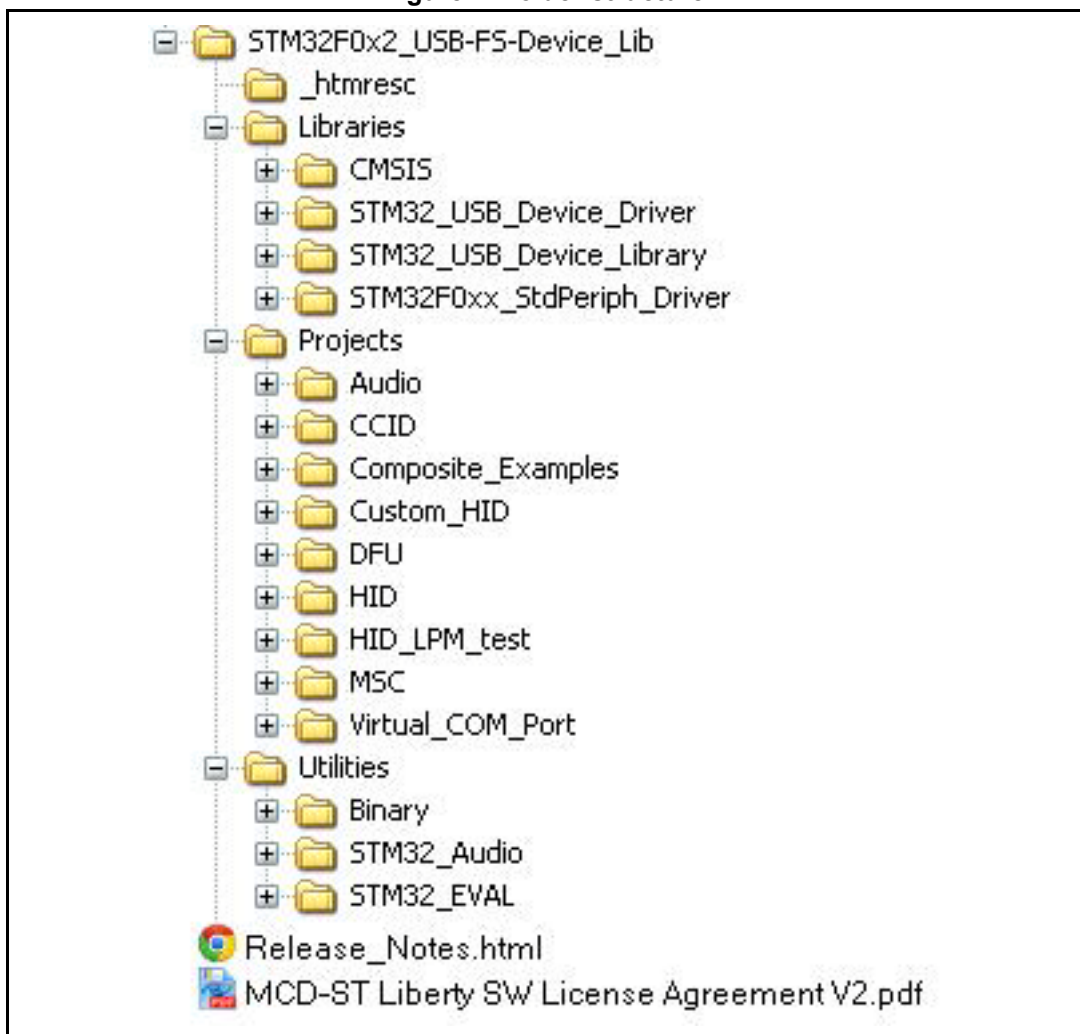 STM32F0x2_USB-FS-Device_Lib
_htmresc
Libraries
CMSIS
STM32_USB_Device_Driver
STM32_USB_Device_Library
STM32F0xx_StdPeriph_Driver
Projects
Audio
CCID
Composite_Examples
Custom_HID
DFU
HID
HID_LPM_test
MSC
Virtual_COM_Port
Utilities
Binary
STM32_Audio
STM32_EVAL
Release_Notes.html
MCD-ST Liberty SW License Agreement V2.pdf